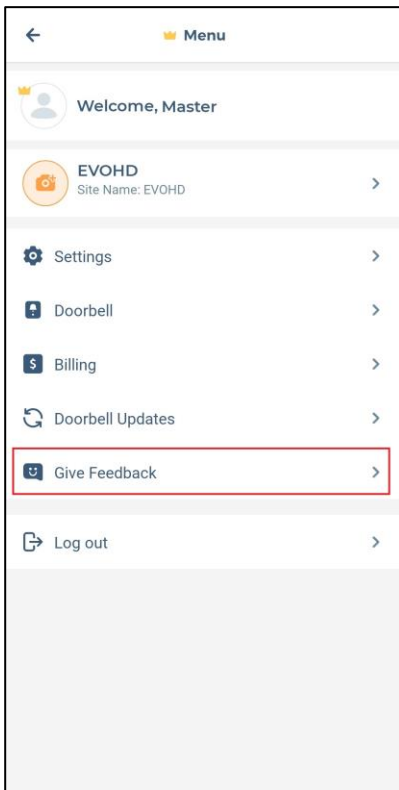 Menu
Welcome, Master
EVOHD
Site Name: EVOHD
Settings
Doorbell
$ Billing
Doorbell Updates
Give Feedback
Log out